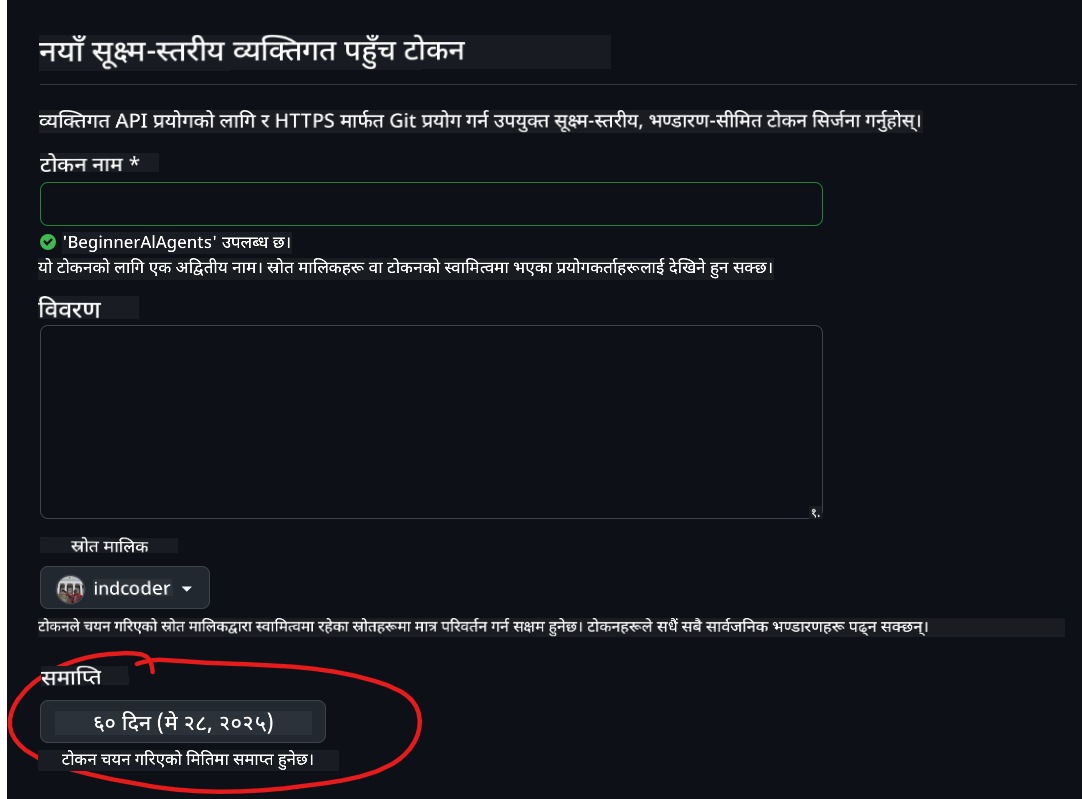 नयाँ सूक्ष्म-स्तरीय व्यक्तिगत पहुँच टोकन
व्यक्तिगत API प्रयोगको लागि र HTTPS मार्फत Git प्रयोग गर्न उपयुक्त सूक्ष्म-स्तरीय, भण्डारण-सीमित टोकन सिर्जना गर्नुहोस्।
टोकन नाम *
'BeginnerAIAgents' उपलब्ध छ।
यो टोकनको लागि एक अद्वितीय नाम। स्रोत मालिकहरू वा टोकनको स्वामित्वमा भएका प्रयोगकर्ताहरूलाई देखिने हुन सक्छ।
विवरण
१.
स्रोत मालिक
indcoder
टोकनले चयन गरिएको स्रोत मालिकद्वारा स्वामित्वमा रहेका स्रोतहरूमा मात्र परिवर्तन गर्न सक्षम हुनेछ। टोकनहरूले सधैं सबै सार्वजनिक भण्डारणहरू पढ्न सक्छन्।
समाप्ति
६० दिन (मे २८, २०२५)
टोकन चयन गरिएको मितिमा समाप्त हुनेछ।